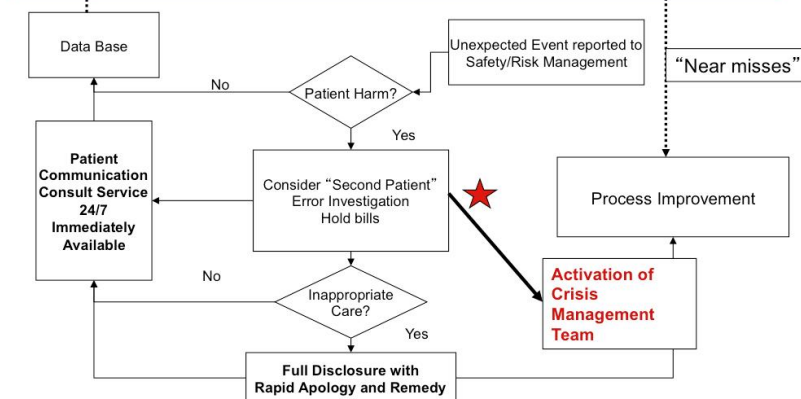 Data Base
Unexpected Event reported to
Safety/Risk Management
“Near misses”
No
Patient Harm?
Yes
Patient
Communication
Consult Service
24/7
Immediately
Available
Consider “Second Patient”
Error Investigation
Hold bills
Process Improvement
No
Inappropriate
Care?
Activation of
Crisis
Management
Team
Yes
Full Disclosure with
Rapid Apology and Remedy